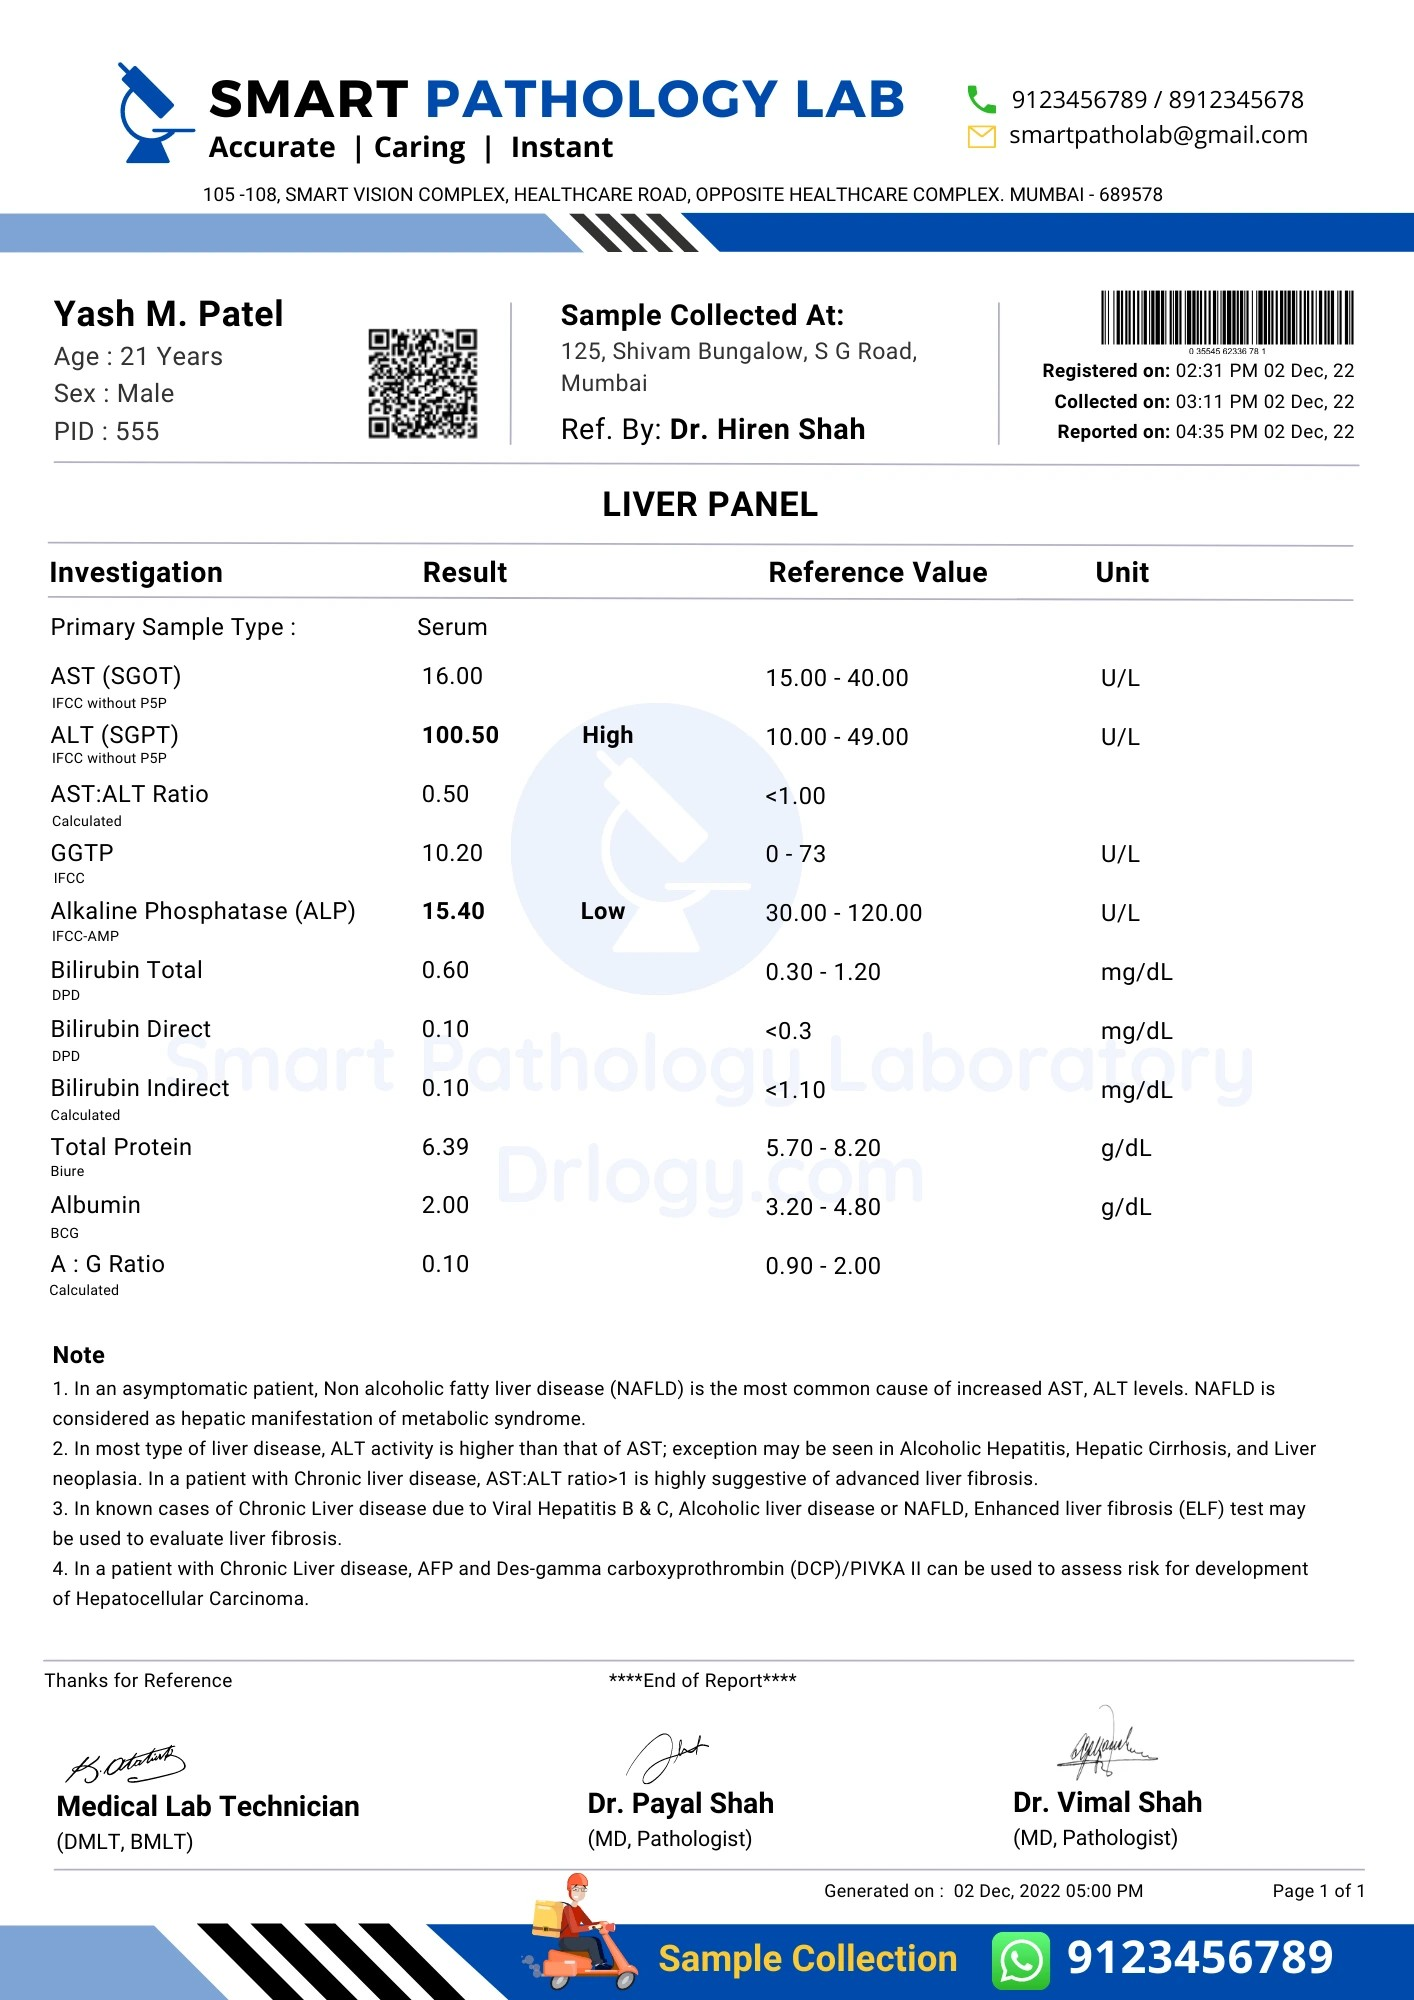 SMART PATHOLOGY LAB
Accurate | Caring | Instant
9123456789 / 8912345678
smartpatholab@gmail.com
105 -108, SMART VISION COMPLEX, HEALTHCARE ROAD, OPPOSITE HEALTHCARE COMPLEX. MUMBAI - 689578
Yash M. Patel
Age : 21 Years
Sex : Male
PID : 555
Sample Collected At:
125, Shivam Bungalow, S G Road,
Mumbai
Ref. By: Dr. Hiren Shah
0 35545 62336 78 1
Registered on: 02:31 PM 02 Dec, 22
Collected on: 03:11 PM 02 Dec, 22
Reported on: 04:35 PM 02 Dec, 22
LIVER PANEL
Investigation Result Reference Value Unit
Primary Sample Type : Serum
AST (SGOT) 16.00 15.00 - 40.00 U/L
IFCC without P5P
ALT (SGPT) 100.50 High 10.00 - 49.00 U/L
IFCC without P5P
AST:ALT Ratio 0.50 <1.00
Calculated
GGTP 10.20 0 - 73 U/L
IFCC
Alkaline Phosphatase (ALP) 15.40 Low 30.00 - 120.00 U/L
IFCC-AMP
Bilirubin Total 0.60 0.30 - 1.20 mg/dL
DPD
Bilirubin Direct 0.10 <0.3 mg/dL
DPD
Smart Pathology Laboratory
Bilirubin Indirect 0.10 <1.10 mg/dL
Calculated
Total Protein 6.39 5.70 - 8.20 g/dL
Biure
Drlogy.com
Albumin 2.00 3.20 - 4.80 g/dL
BCG
A : G Ratio 0.10 0.90 - 2.00
Calculated
Note
1. In an asymptomatic patient, Non alcoholic fatty liver disease (NAFLD) is the most common cause of increased AST, ALT levels. NAFLD is
considered as hepatic manifestation of metabolic syndrome.
2. In most type of liver disease, ALT activity is higher than that of AST; exception may be seen in Alcoholic Hepatitis, Hepatic Cirrhosis, and Liver
neoplasia. In a patient with Chronic liver disease, AST:ALT ratio>1 is highly suggestive of advanced liver fibrosis.
3. In known cases of Chronic Liver disease due to Viral Hepatitis B & C, Alcoholic liver disease or NAFLD, Enhanced liver fibrosis (ELF) test may
be used to evaluate liver fibrosis.
4. In a patient with Chronic Liver disease, AFP and Des-gamma carboxyprothrombin (DCP)/PIVKA II can be used to assess risk for development
of Hepatocellular Carcinoma.
Thanks for Reference ****End of Report****
Medical Lab Technician
(DMLT, BMLT)
Dr. Payal Shah
(MD, Pathologist)
Dr. Vimal Shah
(MD, Pathologist)
Generated on : 02 Dec, 2022 05:00 PM Page 1 of 1
Sample Collection 9123456789